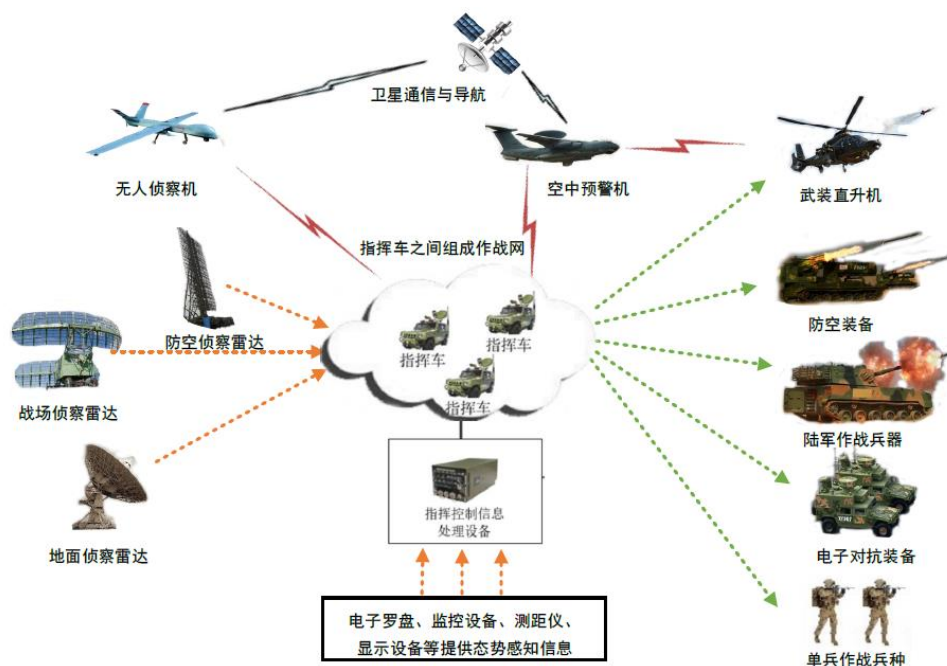 卫星通信与导航
无人侦察机
空中预警机
武装直升机
指挥车之间组成作战网
防空侦察雷达
指挥车
指挥车
指挥车
防空装备
战场侦察雷达
陆军作战兵器
指挥控制信息
处理设备
地面侦察雷达
电子对抗装备
电子罗盘、监控设备、测距仪、
显示设备等提供态势感知信息
单兵作战兵种